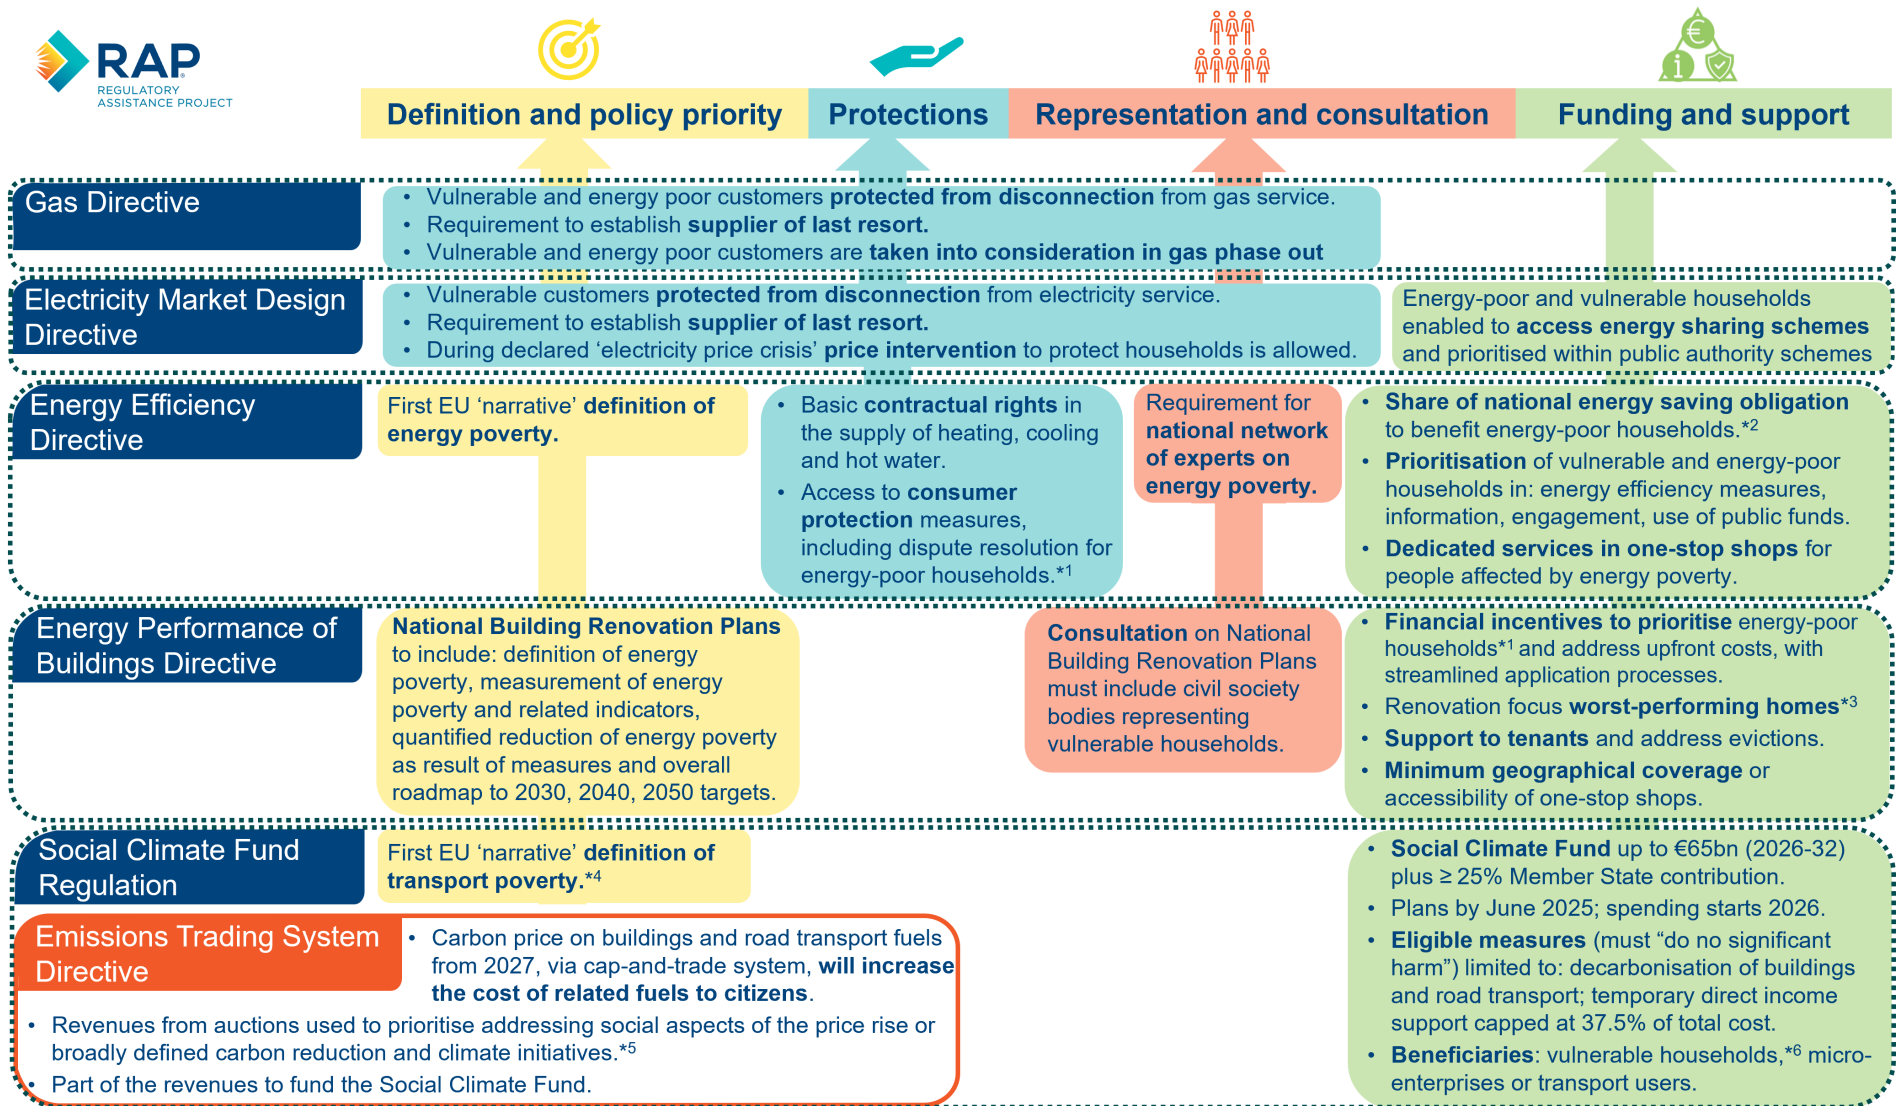 RAP
REGULATORY
ASSISTANCE PROJECT
Definition and policy priority
Protections
Representation and consultation
Funding and support
Gas Directive
• Vulnerable and energy poor customers protected from disconnection from gas service.
• Requirement to establish supplier of last resort.
• Vulnerable and energy poor customers are taken into consideration in gas phase out
Electricity Market Design
Directive
• Vulnerable customers protected from disconnection from electricity service.
• Requirement to establish supplier of last resort.
• During declared ‘electricity price crisis’ price intervention to protect households is allowed.
Energy-poor and vulnerable households
enabled to access energy sharing schemes
and prioritised within public authority schemes
Energy Efficiency
Directive
First EU ‘narrative’ definition of
energy poverty.
• Basic contractual rights in
the supply of heating, cooling
and hot water.
• Access to consumer
protection measures,
including dispute resolution for
energy-poor households.*1
Requirement for
national network
of experts on
energy poverty.
• Share of national energy saving obligation
to benefit energy-poor households.*2
• Prioritisation of vulnerable and energy-poor
households in: energy efficiency measures,
information, engagement, use of public funds.
• Dedicated services in one-stop shops for
people affected by energy poverty.
Energy Performance of
Buildings Directive
National Building Renovation Plans
to include: definition of energy
poverty, measurement of energy
poverty and related indicators,
quantified reduction of energy poverty
as result of measures and overall
roadmap to 2030, 2040, 2050 targets.
Consultation on National
Building Renovation Plans
must include civil society
bodies representing
vulnerable households.
• Financial incentives to prioritise energy-poor
households*1 and address upfront costs, with
streamlined application processes.
• Renovation focus worst-performing homes*3
• Support to tenants and address evictions.
• Minimum geographical coverage or
accessibility of one-stop shops.
Social Climate Fund
Regulation
First EU ‘narrative’ definition of
transport poverty.*4
• Social Climate Fund up to €65bn (2026-32)
plus ≥ 25% Member State contribution.
• Plans by June 2025; spending starts 2026.
• Eligible measures (must “do no significant
harm”) limited to: decarbonisation of buildings
and road transport; temporary direct income
support capped at 37.5% of total cost.
• Beneficiaries: vulnerable households,*6 micro-
enterprises or transport users.
Emissions Trading System
Directive
• Carbon price on buildings and road transport fuels
from 2027, via cap-and-trade system, will increase
the cost of related fuels to citizens.
• Revenues from auctions used to prioritise addressing social aspects of the price rise or
broadly defined carbon reduction and climate initiatives.*5
• Part of the revenues to fund the Social Climate Fund.